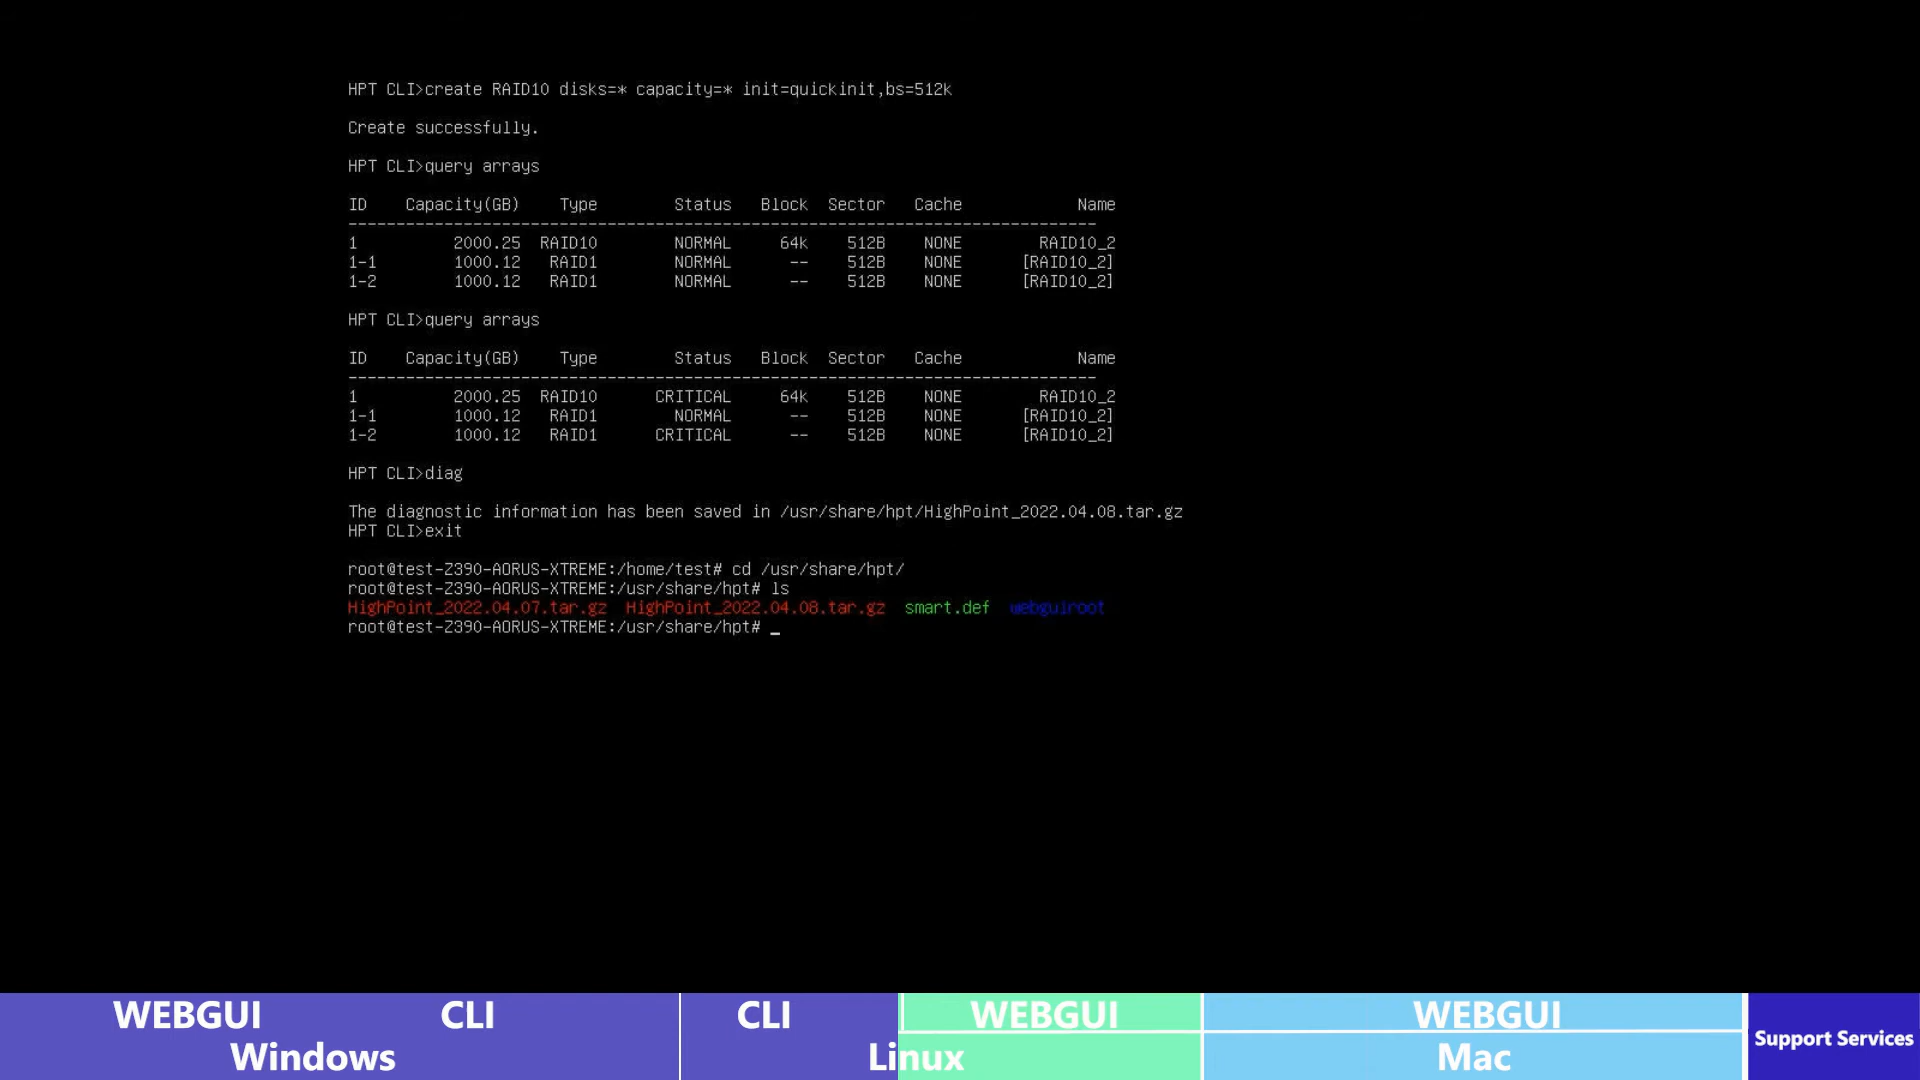 HPT CLI>create RAID10 disks=* capacity=* init=quickinit,bs=512k
Create successfully.
HPT CLI>query arrays
ID Capacity(GB) Type Status Block Sector Cache Name
--------------------------------------------------------------------------------
1 2000.25 RAID10 NORMAL 64k 512B NONE RAID10_2
1-1 1000.12 RAID1 NORMAL -- 512B NONE [RAID10_2]
1-2 1000.12 RAID1 NORMAL -- 512B NONE [RAID10_2]
HPT CLI>query arrays
ID Capacity(GB) Type Status Block Sector Cache Name
--------------------------------------------------------------------------------
1 2000.25 RAID10 CRITICAL 64k 512B NONE RAID10_2
1-1 1000.12 RAID1 NORMAL -- 512B NONE [RAID10_2]
1-2 1000.12 RAID1 CRITICAL -- 512B NONE [RAID10_2]
HPT CLI>diag
The diagnostic information has been saved in /usr/share/hpt/HighPoint_2022.04.08.tar.gz
HPT CLI>exit
root@test-Z390-AORUS-XTREME:/home/test# cd /usr/share/hpt/
root@test-Z390-AORUS-XTREME:/usr/share/hpt# ls
HighPoint_2022.04.07.tar.gz HighPoint_2022.04.08.tar.gz smart.def webguiroot
root@test-Z390-AORUS-XTREME:/usr/share/hpt# _
WEBGUI CLI CLI WEBGUI WEBGUI
Windows Linux Mac
Support Services